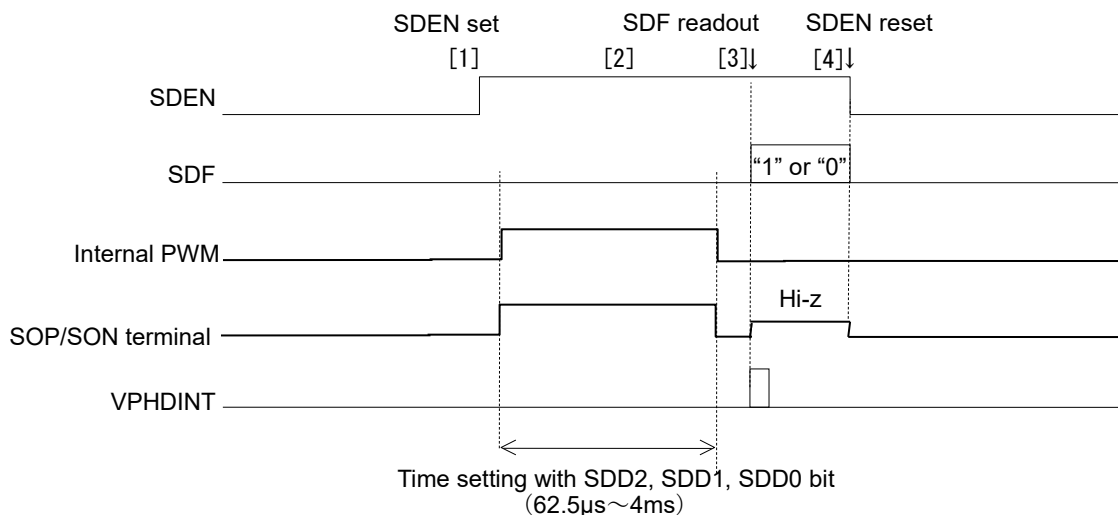 SDEN set
SDF readout
SDEN reset
[1]
[2]
[3]↓
[4]↓
SDEN
SDF
“1” or “0”
Internal PWM
Hi-z
SOP/SON terminal
VPHDINT
Time setting with SDD2, SDD1, SDD0 bit
(62.5µs～4ms)